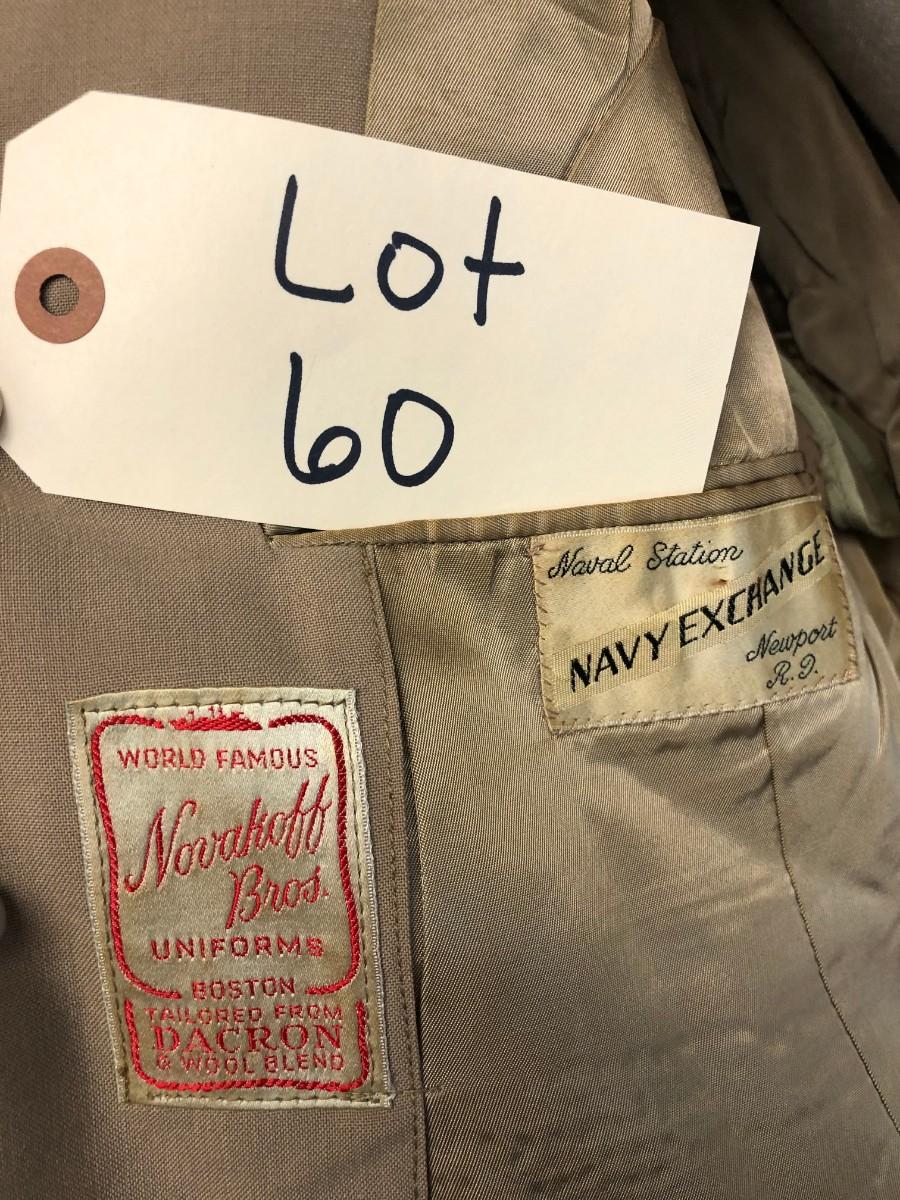 Lot
60
Naval Station
NAVY EXCHANGE
Newport
R.I.
WORLD FAMOUS
Novakoff
Bros.
UNIFORMS
BOSTON
TAILORED FROM
DACRON
& WOOL BLEND